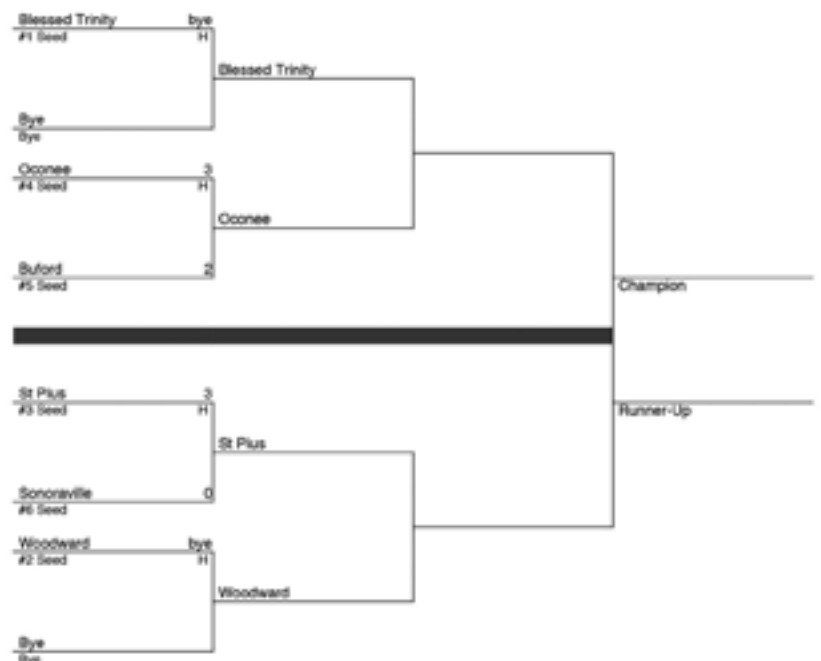 Blessed Trinity bye
#1 Seed H
Blessed Trinity
Bye
Bye
Oconee 3
#4 Seed H
Oconee
Buford 2
#5 Seed
Champion
St Pius 3
#3 Seed H
Runner-Up
St Pius
Sonoraville 0
#6 Seed
Woodward bye
#2 Seed H
Woodward
Bye
Bye